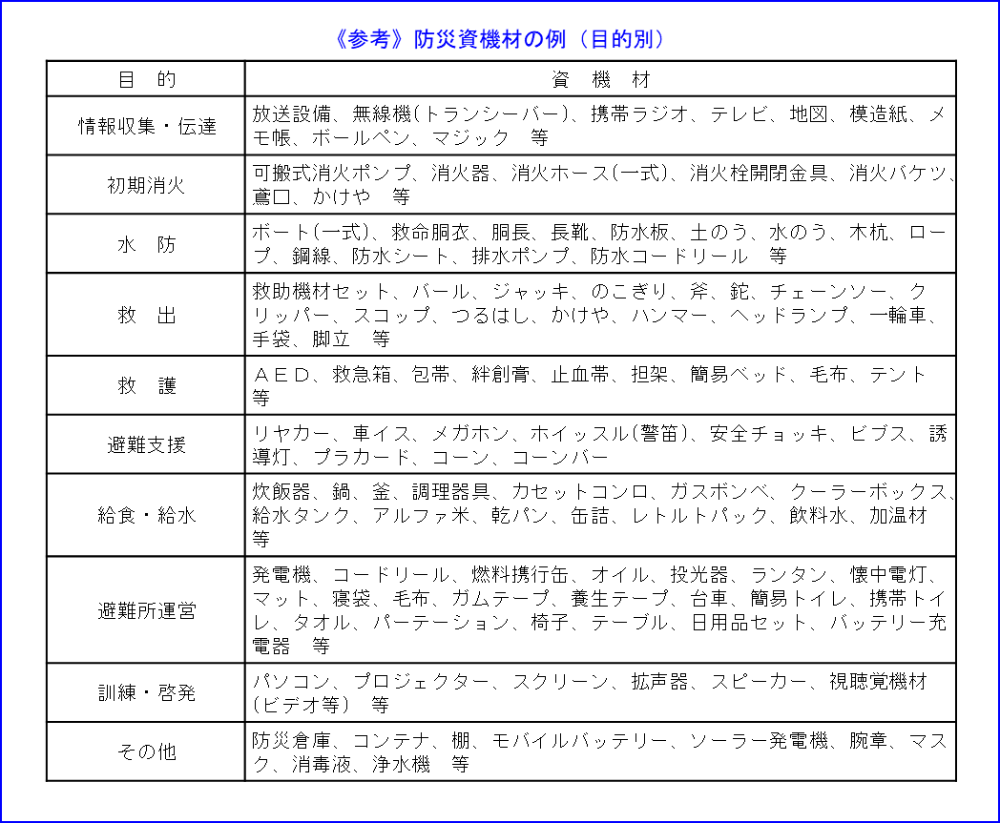 《参考》防災資機材の例（目的別）
目　的
資　機　材
情報収集・伝達
放送設備、無線機(トランシーバー)、携帯ラジオ、テレビ、地図、模造紙、メ
モ帳、ボールペン、マジック　等
初期消火
可搬式消火ポンプ、消火器、消火ホース(一式)、消火栓開閉金具、消火バケツ、
鳶口、かけや　等
水　防
ボート(一式)、救命胴衣、胴長、長靴、防水板、土のう、水のう、木杭、ロー
プ、鋼線、防水シート、排水ポンプ、防水コードリール　等
救　出
救助機材セット、バール、ジャッキ、のこぎり、斧、鉈、チェーンソー、ク
リッパー、スコップ、つるはし、かけや、ハンマー、ヘッドランプ、一輪車、
手袋、脚立　等
救　護
ＡＥＤ、救急箱、包帯、絆創膏、止血帯、担架、簡易ベッド、毛布、テント
等
避難支援
リヤカー、車イス、メガホン、ホイッスル(警笛)、安全チョッキ、ビブス、誘
導灯、プラカード、コーン、コーンバー
給食・給水
炊飯器、鍋、釜、調理器具、カセットコンロ、ガスボンベ、クーラーボックス、
給水タンク、アルファ米、乾パン、缶詰、レトルトパック、飲料水、加温材
等
避難所運営
発電機、コードリール、燃料携行缶、オイル、投光器、ランタン、懐中電灯、
マット、寝袋、毛布、ガムテープ、養生テープ、台車、簡易トイレ、携帯トイ
レ、タオル、パーテーション、椅子、テーブル、日用品セット、バッテリー充
電器　等
訓練・啓発
パソコン、プロジェクター、スクリーン、拡声器、スピーカー、視聴覚機材
(ビデオ等)　等
その他
防災倉庫、コンテナ、棚、モバイルバッテリー、ソーラー発電機、腕章、マス
ク、消毒液、浄水機　等